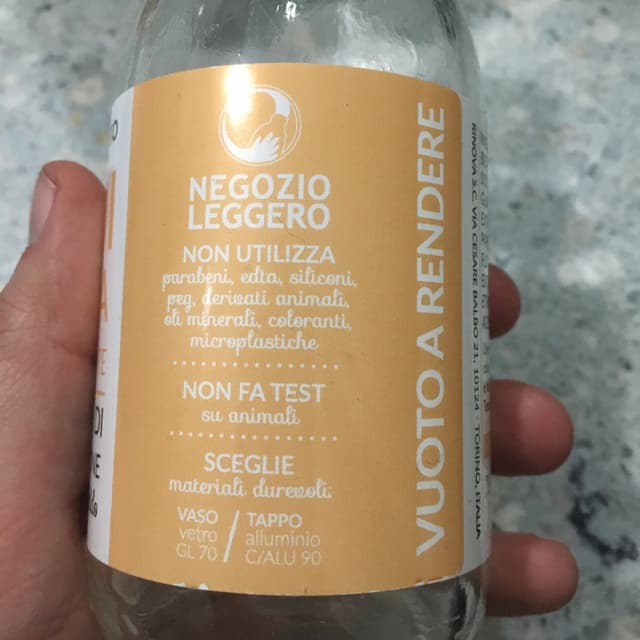 NEGOZIO
LEGGERO
NON UTILIZZA
parabeni, edta, siliconi,
peg, derivati animali,
oli minerali, coloranti,
microplastiche
NON FA TEST
su animali
SCEGLIE
materiali durevoli:
VASO
vetro
GL 70
/
TAPPO
alluminio
C/ALU 90
VUOTO A RENDERE
RINOVA S.C. VIA CESARE BALBO 23, 10124 - TORINO, ITALIA